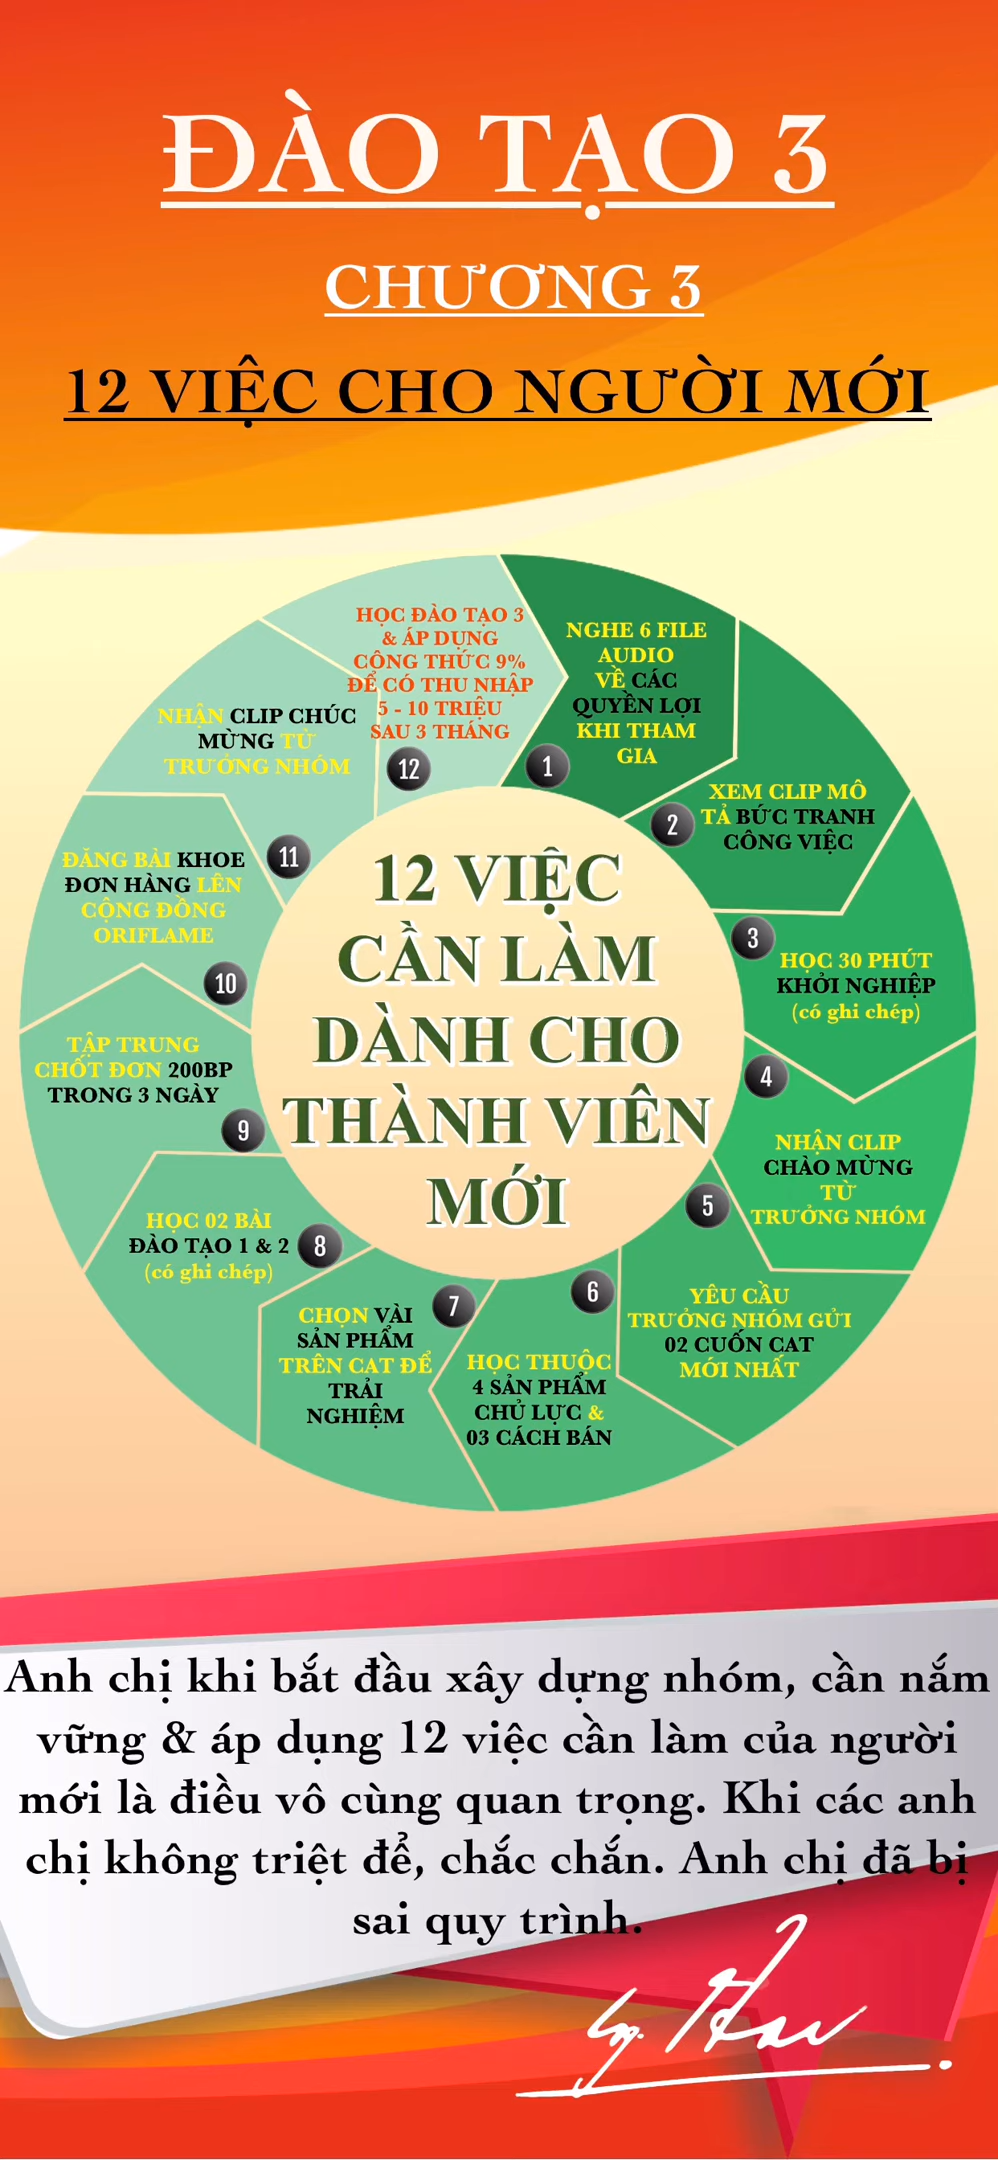 ĐÀO TẠO 3
CHƯƠNG 3
12 VIỆC CHO NGƯỜI MỚI
NGHE 6 FILE
AUDIO
VỀ CÁC
QUYỀN LỢI
KHI THAM
GIA
1
2
XEM CLIP MÔ
TẢ BỨC TRANH
CÔNG VIỆC
3
HỌC 30 PHÚT
KHỞI NGHIỆP
(có ghi chép)
4
NHẬN CLIP
CHÀO MỪNG
TỪ
TRƯỞNG NHÓM
5
YÊU CẦU
TRƯỞNG NHÓM GỬI
02 CUỐN CAT
MỚI NHẤT
6
HỌC THUỘC
4 SẢN PHẨM
CHỦ LỰC &
03 CÁCH BÁN
7
CHỌN VÀI
SẢN PHẨM
TRÊN CAT ĐỂ
TRẢI
NGHIỆM
8
HỌC 02 BÀI
ĐÀO TẠO 1 & 2
(có ghi chép)
9
TẬP TRUNG
CHỐT ĐƠN 200BP
TRONG 3 NGÀY
10
ĐĂNG BÀI KHOE
ĐƠN HÀNG LÊN
CỘNG ĐỒNG
ORIFLAME
11
NHẬN CLIP CHÚC
MỪNG TỪ
TRƯỞNG NHÓM
12
HỌC ĐÀO TẠO 3
& ÁP DỤNG
CÔNG THỨC 9%
ĐỂ CÓ THU NHẬP
5 - 10 TRIỆU
SAU 3 THÁNG
12 VIỆC
CẦN LÀM
DÀNH CHO
THÀNH VIÊN
MỚI
Anh chị khi bắt đầu xây dựng nhóm, cần nắm
vững & áp dụng 12 việc cần làm của người
mới là điều vô cùng quan trọng. Khi các anh
chị không triệt để, chắc chắn. Anh chị đã bị
sai quy trình.